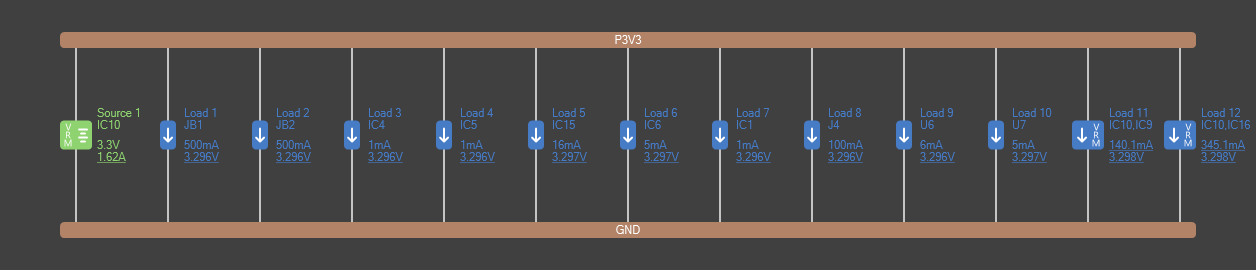 P3V3
VRM
Source 1
IC10
3.3V
1.62A
Load 1
JB1
500mA
3.296V
Load 2
JB2
500mA
3.296V
Load 3
IC4
1mA
3.296V
Load 4
IC5
1mA
3.296V
Load 5
IC15
16mA
3.297V
Load 6
IC6
5mA
3.297V
Load 7
IC1
1mA
3.296V
Load 8
J4
100mA
3.296V
Load 9
U6
6mA
3.296V
Load 10
U7
5mA
3.297V
VRM
Load 11
IC10,IC9
140.1mA
3.298V
VRM
Load 12
IC10,IC16
345.1mA
3.298V
GND